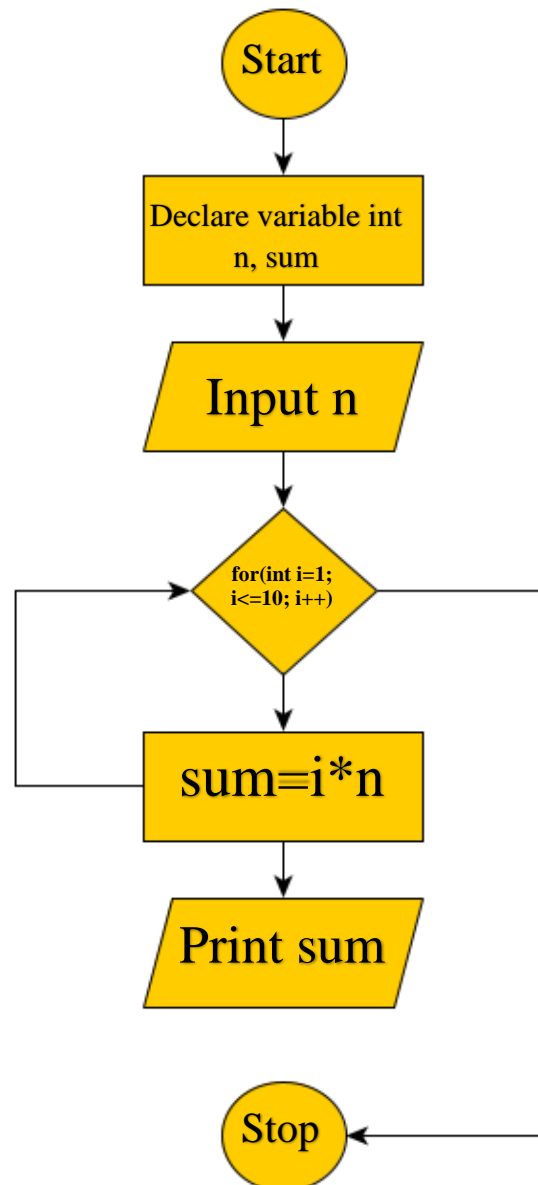 Start
Declare variable int
n, sum
Input n
for(int i=1;
i<=10; i++)
sum=i*n
Print sum
Stop